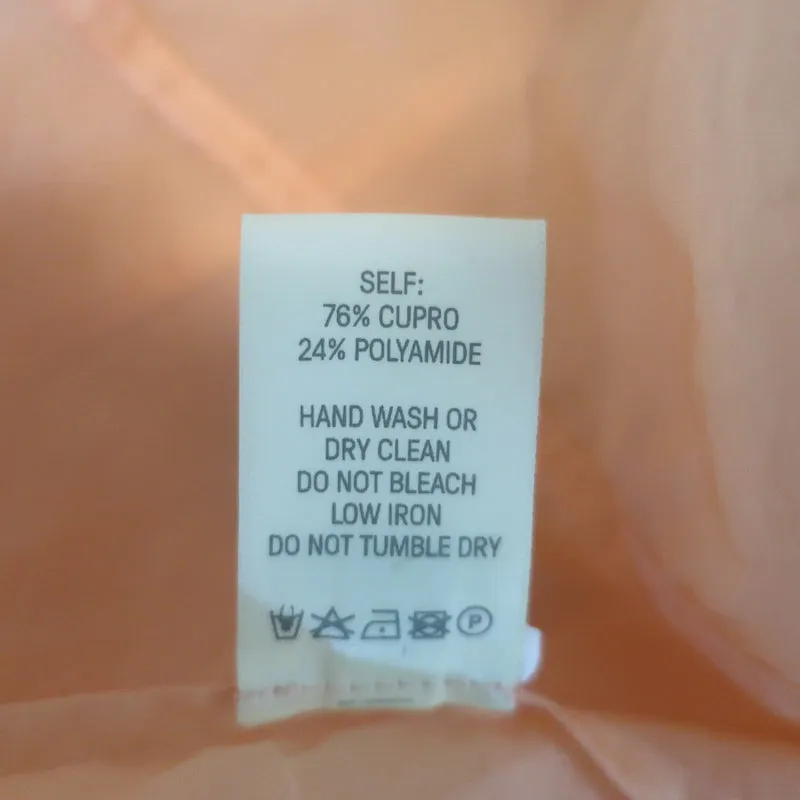 SELF:
76% CUPRO
24% POLYAMIDE
HAND WASH OR
DRY CLEAN
DO NOT BLEACH
LOW IRON
DO NOT TUMBLE DRY
P